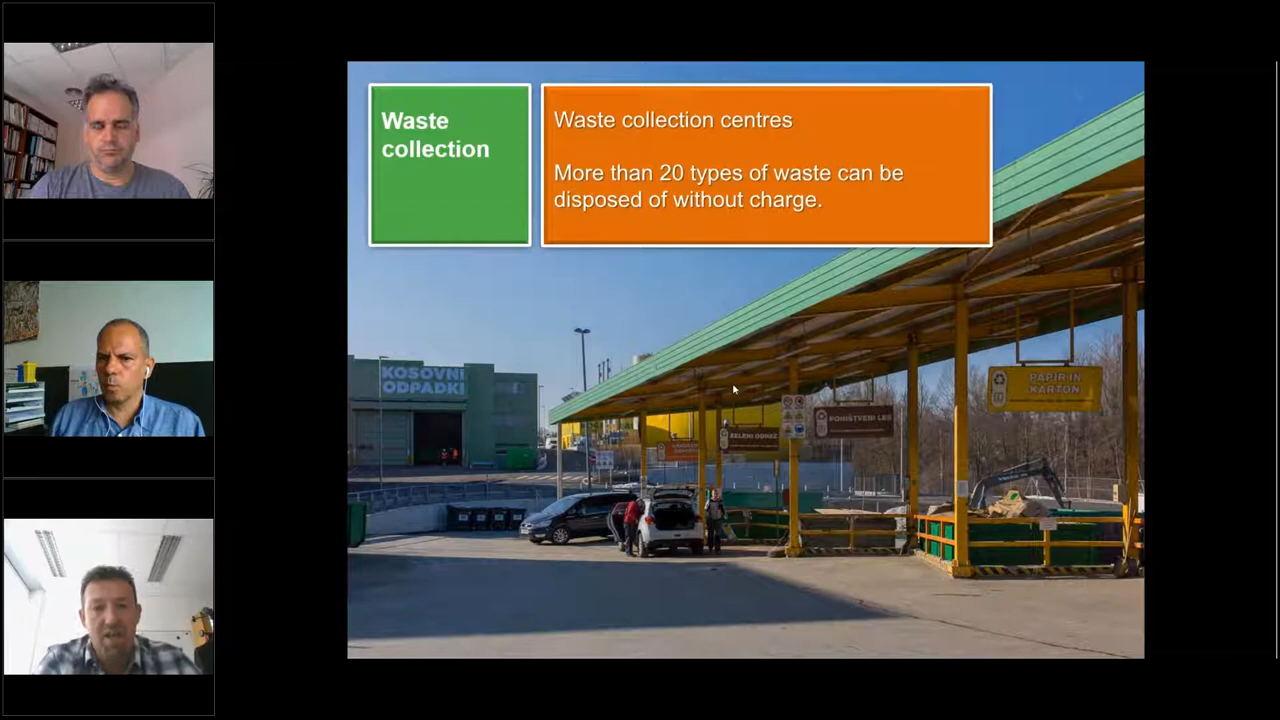 Waste
collection
Waste collection centres
More than 20 types of waste can be
disposed of without charge.
KOSOVNI
ODPADKI
PAPIR IN
KARTON
POHIŠTVENI LES
ZELENI ODPAD